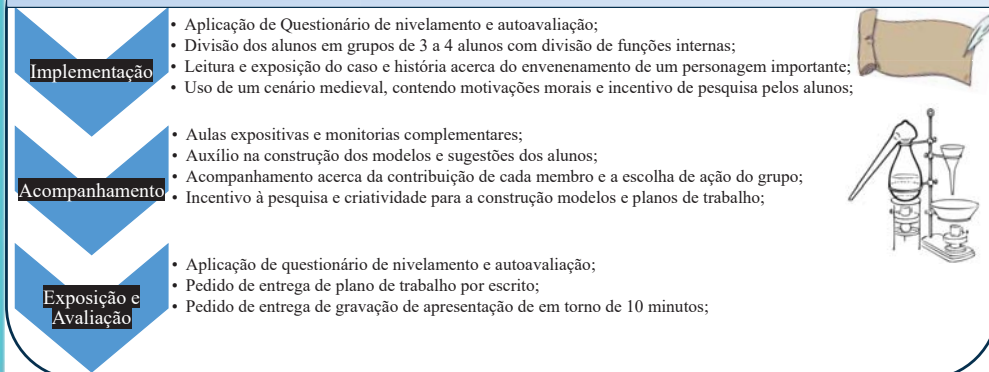 Implementação
• Aplicação de Questionário de nivelamento e autoavaliação;
• Divisão dos alunos em grupos de 3 a 4 alunos com divisão de funções internas;
• Leitura e exposição do caso e história acerca do envenenamento de um personagem importante;
• Uso de um cenário medieval, contendo motivações morais e incentivo de pesquisa pelos alunos;
Acompanhamento
• Aulas expositivas e monitorias complementares;
• Auxílio na construção dos modelos e sugestões dos alunos;
• Acompanhamento acerca da contribuição de cada membro e a escolha de ação do grupo;
• Incentivo à pesquisa e criatividade para a construção modelos e planos de trabalho;
Exposição e
Avaliação
• Aplicação de questionário de nivelamento e autoavaliação;
• Pedido de entrega de plano de trabalho por escrito;
• Pedido de entrega de gravação de apresentação de em torno de 10 minutos;